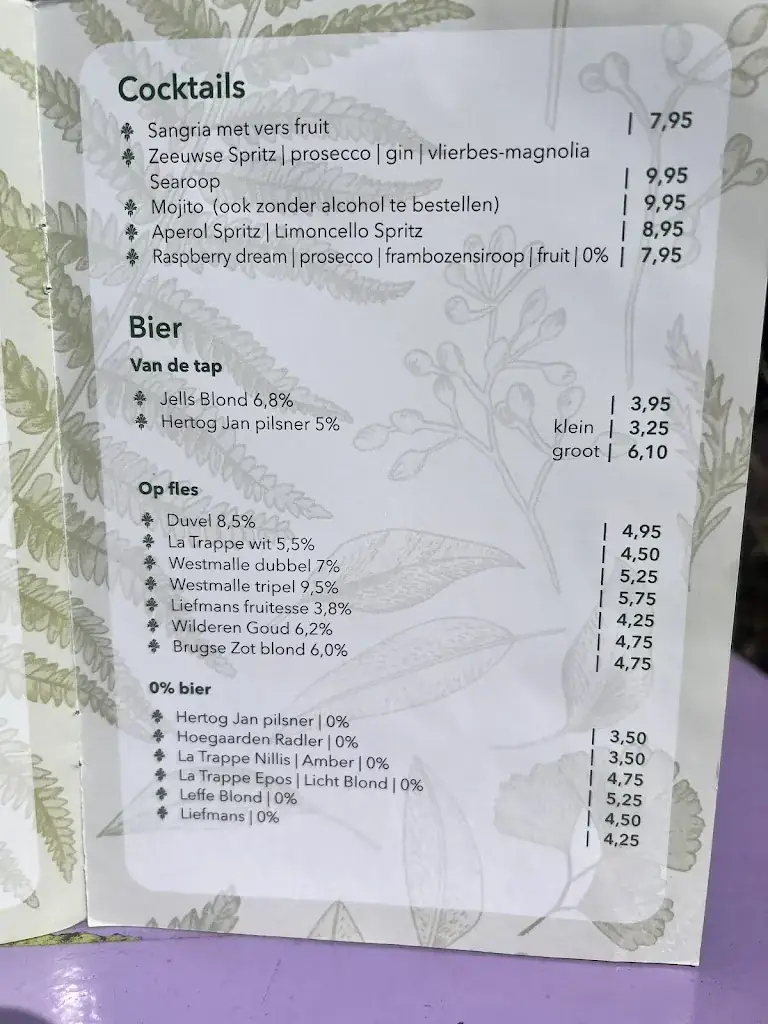 Cocktails
Sangria met vers fruit | 7,95
Zeeuwse Spritz | prosecco | gin | vlierbes-magnolia
Searoop | 9,95
Mojito (ook zonder alcohol te bestellen) | 9,95
Aperol Spritz | Limoncello Spritz | 8,95
Raspberry dream | prosecco | frambozensiroop | fruit | 0% | 7,95
Bier
Van de tap
Jells Blond 6,8% | 3,95
Hertog Jan pilsner 5% klein | 3,25
groot | 6,10
Op fles
Duvel 8,5% | 4,95
La Trappe wit 5,5% | 4,50
Westmalle dubbel 7% | 5,25
Westmalle tripel 9,5% | 5,75
Liefmans fruitesse 3,8% | 4,25
Wilderen Goud 6,2% | 4,75
Brugse Zot blond 6,0% | 4,75
0% bier
Hertog Jan pilsner | 0% | 3,50
Hoegaarden Radler | 0% | 3,50
La Trappe Nillis | Amber | 0% | 4,75
La Trappe Epos | Licht Blond | 0% | 5,25
Leffe Blond | 0% | 4,50
Liefmans | 0% | 4,25